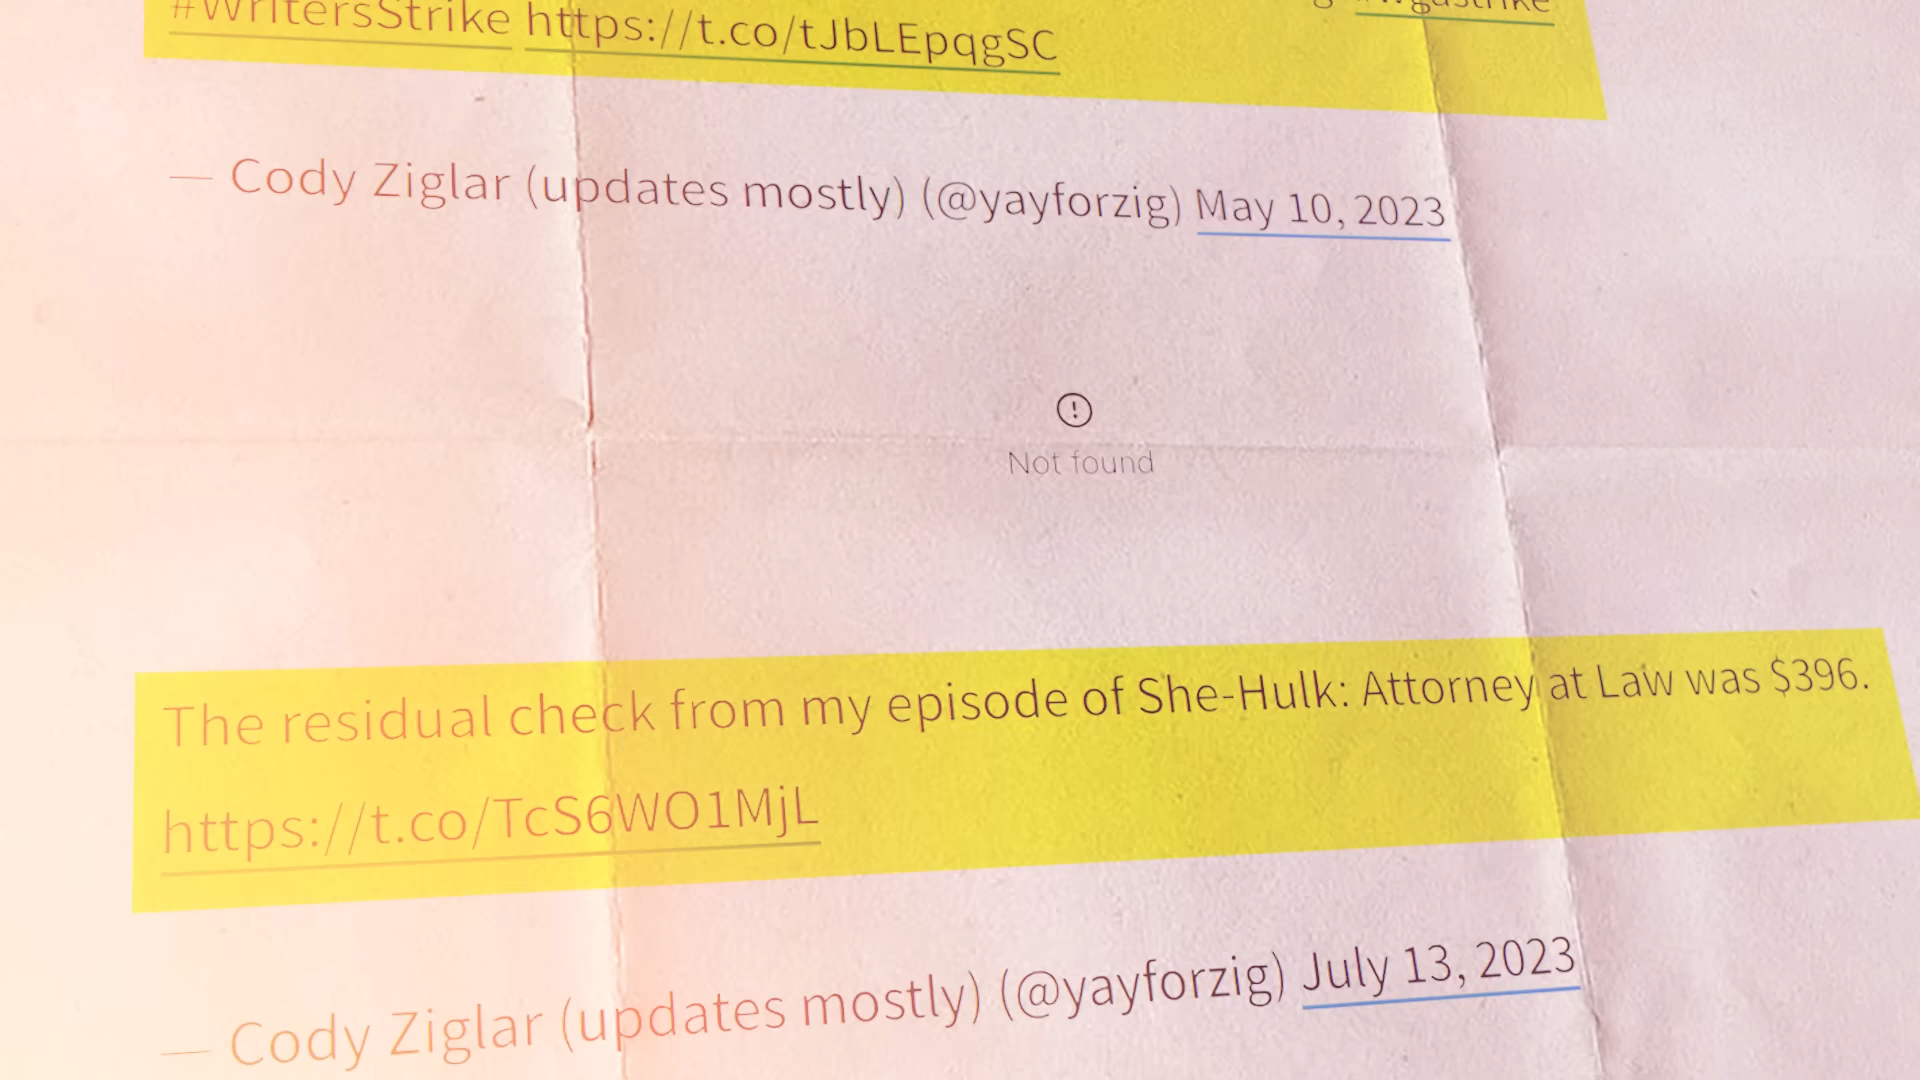 #WritersStrike https://t.co/tJbLEpqgSC
— Cody Ziglar (updates mostly) (@yayforzig) May 10, 2023
Not found
The residual check from my episode of She-Hulk: Attorney at Law was $396.
https://t.co/TcS6WO1MjL
— Cody Ziglar (updates mostly) (@yayforzig) July 13, 2023